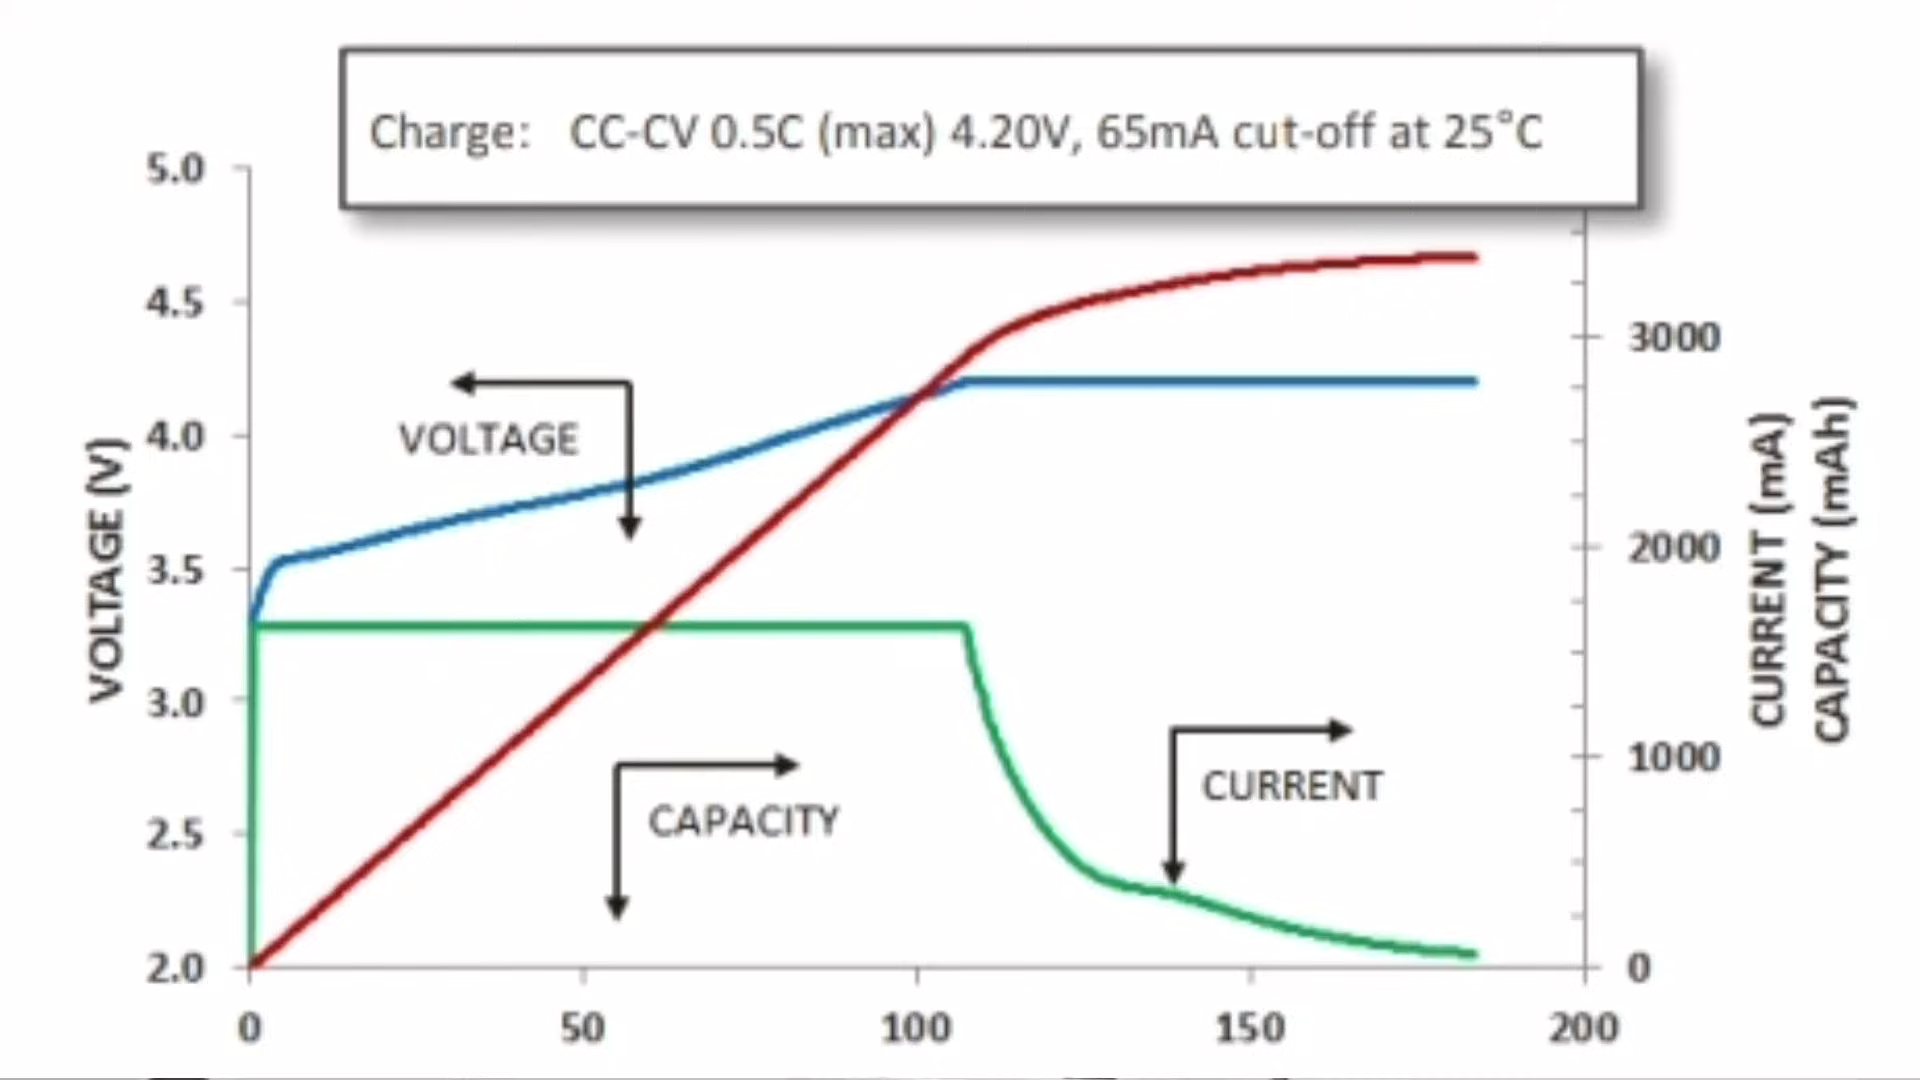 Charge: CC-CV 0.5C (max) 4.20V, 65mA cut-off at 25°C
5.0
4.5
4.0
3.5
3.0
2.5
2.0
VOLTAGE (V)
VOLTAGE
CAPACITY
CURRENT
3000
2000
1000
0
CURRENT (mA)
CAPACITY (mAh)
0 50 100 150 200